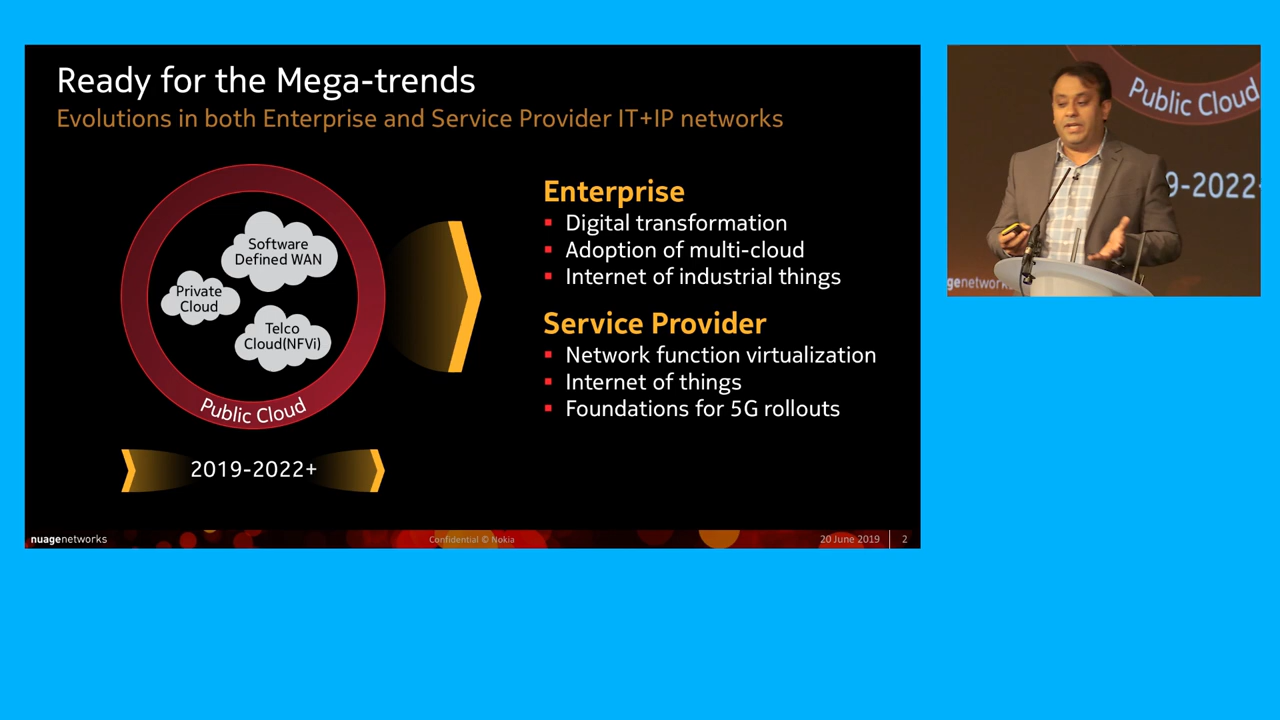 Ready for the Mega-trends
Evolutions in both Enterprise and Service Provider IT+IP networks
Software
Defined WAN
Private
Cloud
Telco
Cloud(NFVi)
Public Cloud
2019-2022+
Enterprise
Digital transformation
Adoption of multi-cloud
Internet of industrial things
Service Provider
Network function virtualization
Internet of things
Foundations for 5G rollouts
nuagenetworks
Confidential © Nokia
20 June 2019
2
Public Cloud
9-2022+
agenetworks